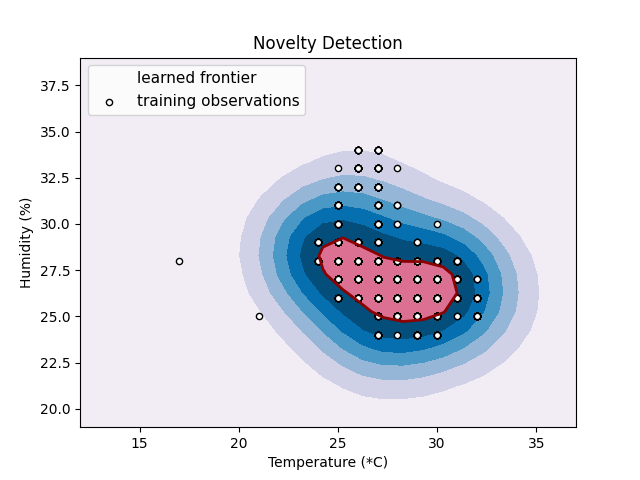 Novelty Detection
learned frontier
training observations
37.5
35.0
32.5
30.0
27.5
25.0
22.5
20.0
Humidity (%)
15 20 25 30 35
Temperature (*C)